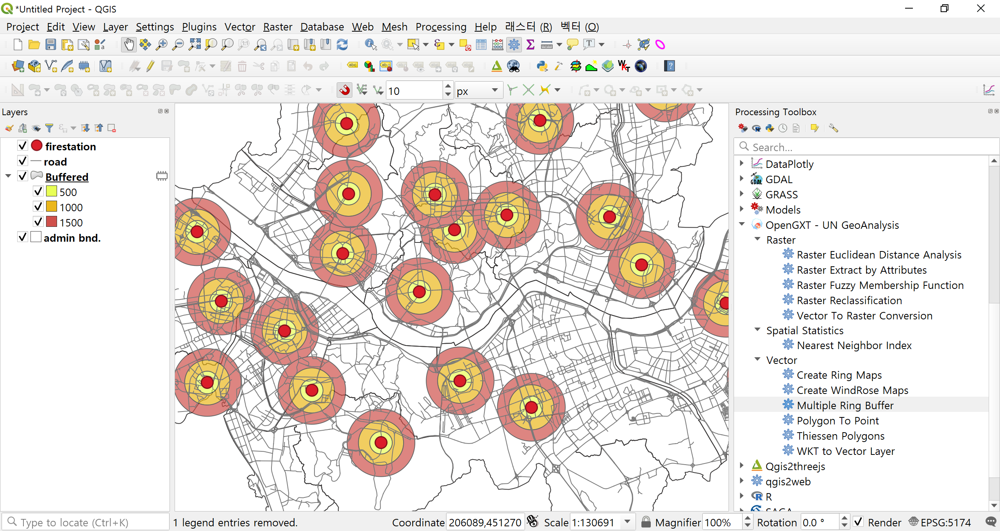 *Untitled Project - QGIS
Project Edit View Layer Settings Plugins Vector Raster Database Web Mesh Processing Help 래스터 (R) 벡터 (O)
10 px
Layers
firestation
road
Buffered
500
1000
1500
admin bnd.
Processing Toolbox
Search...
DataPlotly
GDAL
GRASS
Models
OpenGXT - UN GeoAnalysis
Raster
Raster Euclidean Distance Analysis
Raster Extract by Attributes
Raster Fuzzy Membership Function
Raster Reclassification
Vector To Raster Conversion
Spatial Statistics
Nearest Neighbor Index
Vector
Create Ring Maps
Create WindRose Maps
Multiple Ring Buffer
Polygon To Point
Thiessen Polygons
WKT to Vector Layer
Qgis2threejs
qgis2web
R
SAGA
Type to locate (Ctrl+K) 1 legend entries removed. Coordinate 206089,451270 Scale 1:130691 Magnifier 100% Rotation 0.0 ° Render EPSG:5174